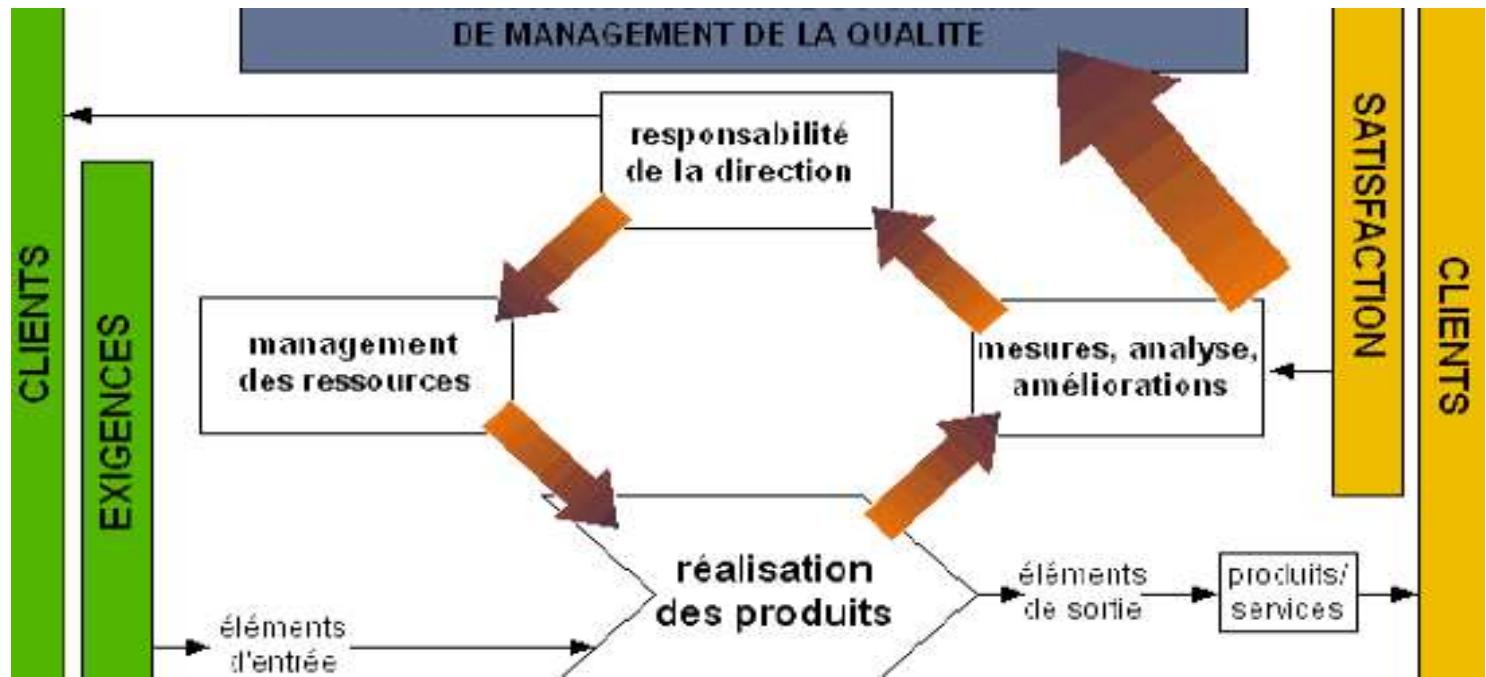 DE MANAGEMENT DE LA QUALITE
responsabilité
de la direction
CLIENTS
EXIGENCES
management
des ressources
mesures, analyse,
améliorations
SATISFACTION
CLIENTS
réalisation
des produits
éléments
d'entrée
éléments
de sortie
produits/
services